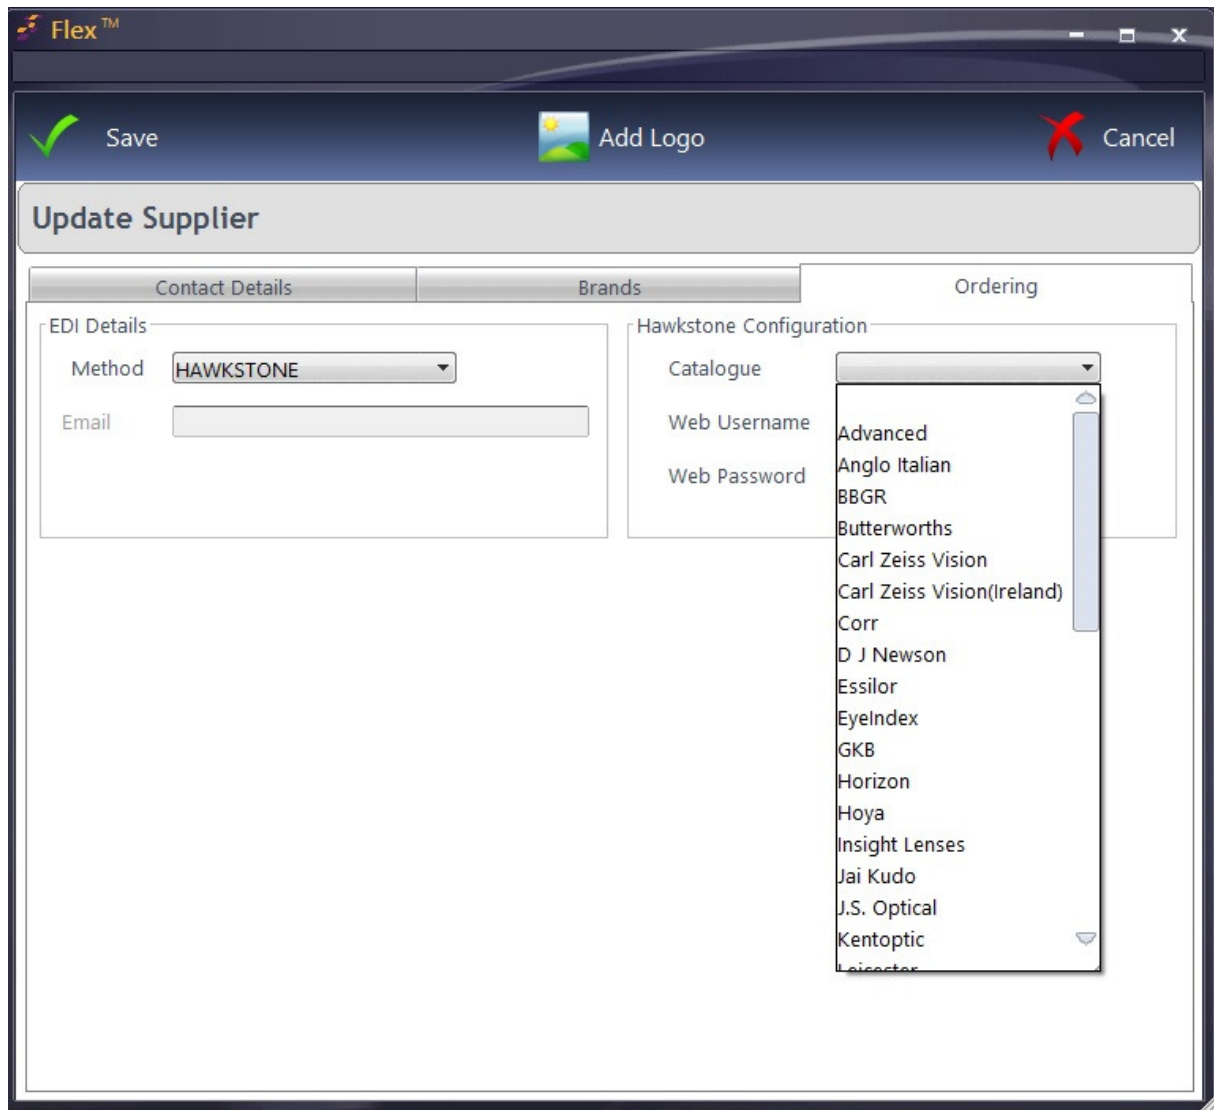 Flex™
Save
Add Logo
Cancel
Update Supplier
Contact Details
Brands
Ordering
EDI Details
Method
HAWKSTONE
Email
Hawkstone Configuration
Catalogue
Web Username
Web Password
Advanced
Anglo Italian
BBGR
Butterworths
Carl Zeiss Vision
Carl Zeiss Vision(Ireland)
Corr
D J Newson
Essilor
EyeIndex
GKB
Horizon
Hoya
Insight Lenses
Jai Kudo
J.S. Optical
Kentoptic
Leicester